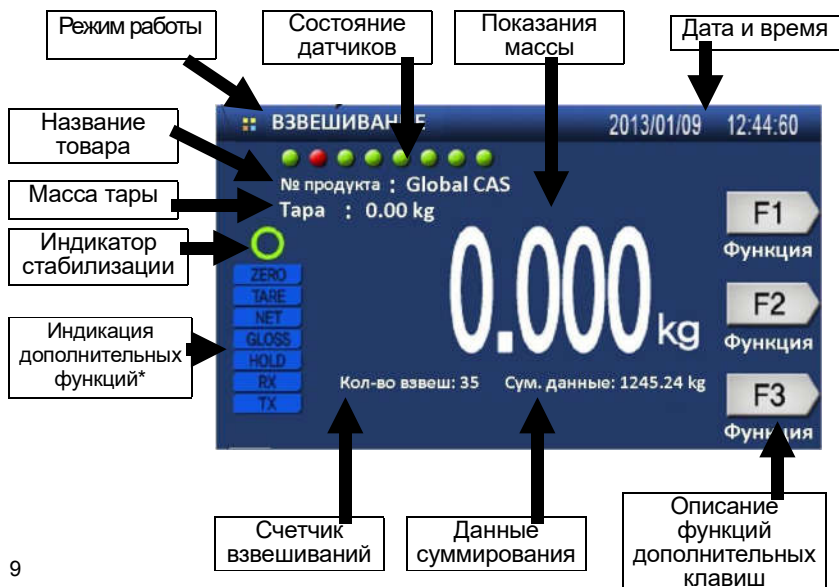 Режим работы
Состояние
датчиков
Показания
массы
Дата и время
Название
товара
Масса тары
Индикатор
стабилизации
Индикация
дополнительных
функций*
ВЗВЕШИВАНИЕ
2013/01/09 12:44:60
№ продукта : Global CAS
Тара : 0.00 kg
ZERO
TARE
NET
GLOSS
HOLD
RX
TX
0.000 kg
Кол-во взвеш: 35 Сум. данные: 1245.24 kg
F1
Функция
F2
Функция
F3
Функция
Счетчик
взвешиваний
Данные
суммирования
Описание
функций
дополнительных
клавиш
9